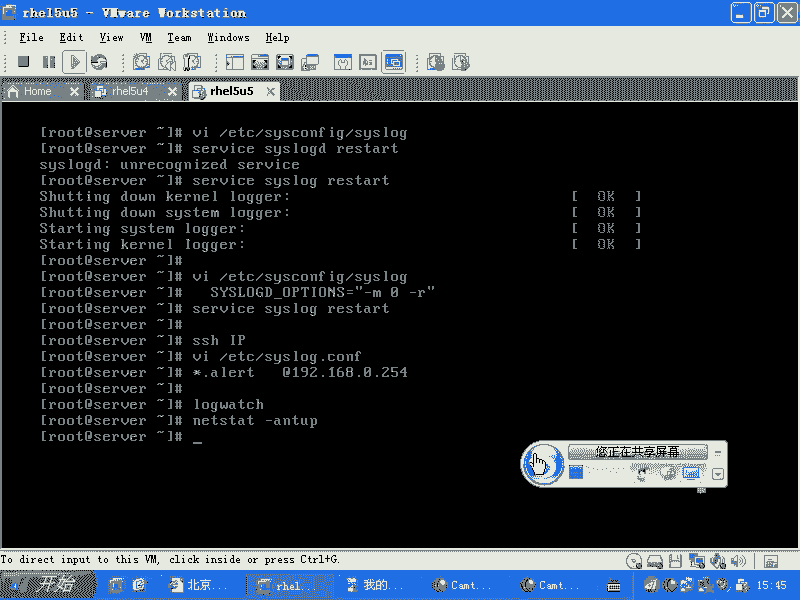 rhel5u5 - VMware Workstation
File Edit View VM Team Windows Help
Home rhel5u4 rhel5u5
[root@server ~]# vi /etc/sysconfig/syslog
[root@server ~]# service syslogd restart
syslogd: unrecognized service
[root@server ~]# service syslog restart
Shutting down kernel logger: [ OK ]
Shutting down system logger: [ OK ]
Starting system logger: [ OK ]
Starting kernel logger: [ OK ]
[root@server ~]#
[root@server ~]# vi /etc/sysconfig/syslog
[root@server ~]#   SYSLOGD_OPTIONS="-m 0 -r"
[root@server ~]# service syslog restart
[root@server ~]#
[root@server ~]# ssh IP
[root@server ~]# vi /etc/syslog.conf
[root@server ~]# *.alert   @192.168.0.254
[root@server ~]#
[root@server ~]# logwatch
[root@server ~]# netstat -antup
[root@server ~]# _
您正在共享屏幕
To direct input to this VM, click inside or press Ctrl+G.
开始 北京... rhel... 我的... Camt... Camt... 15:45